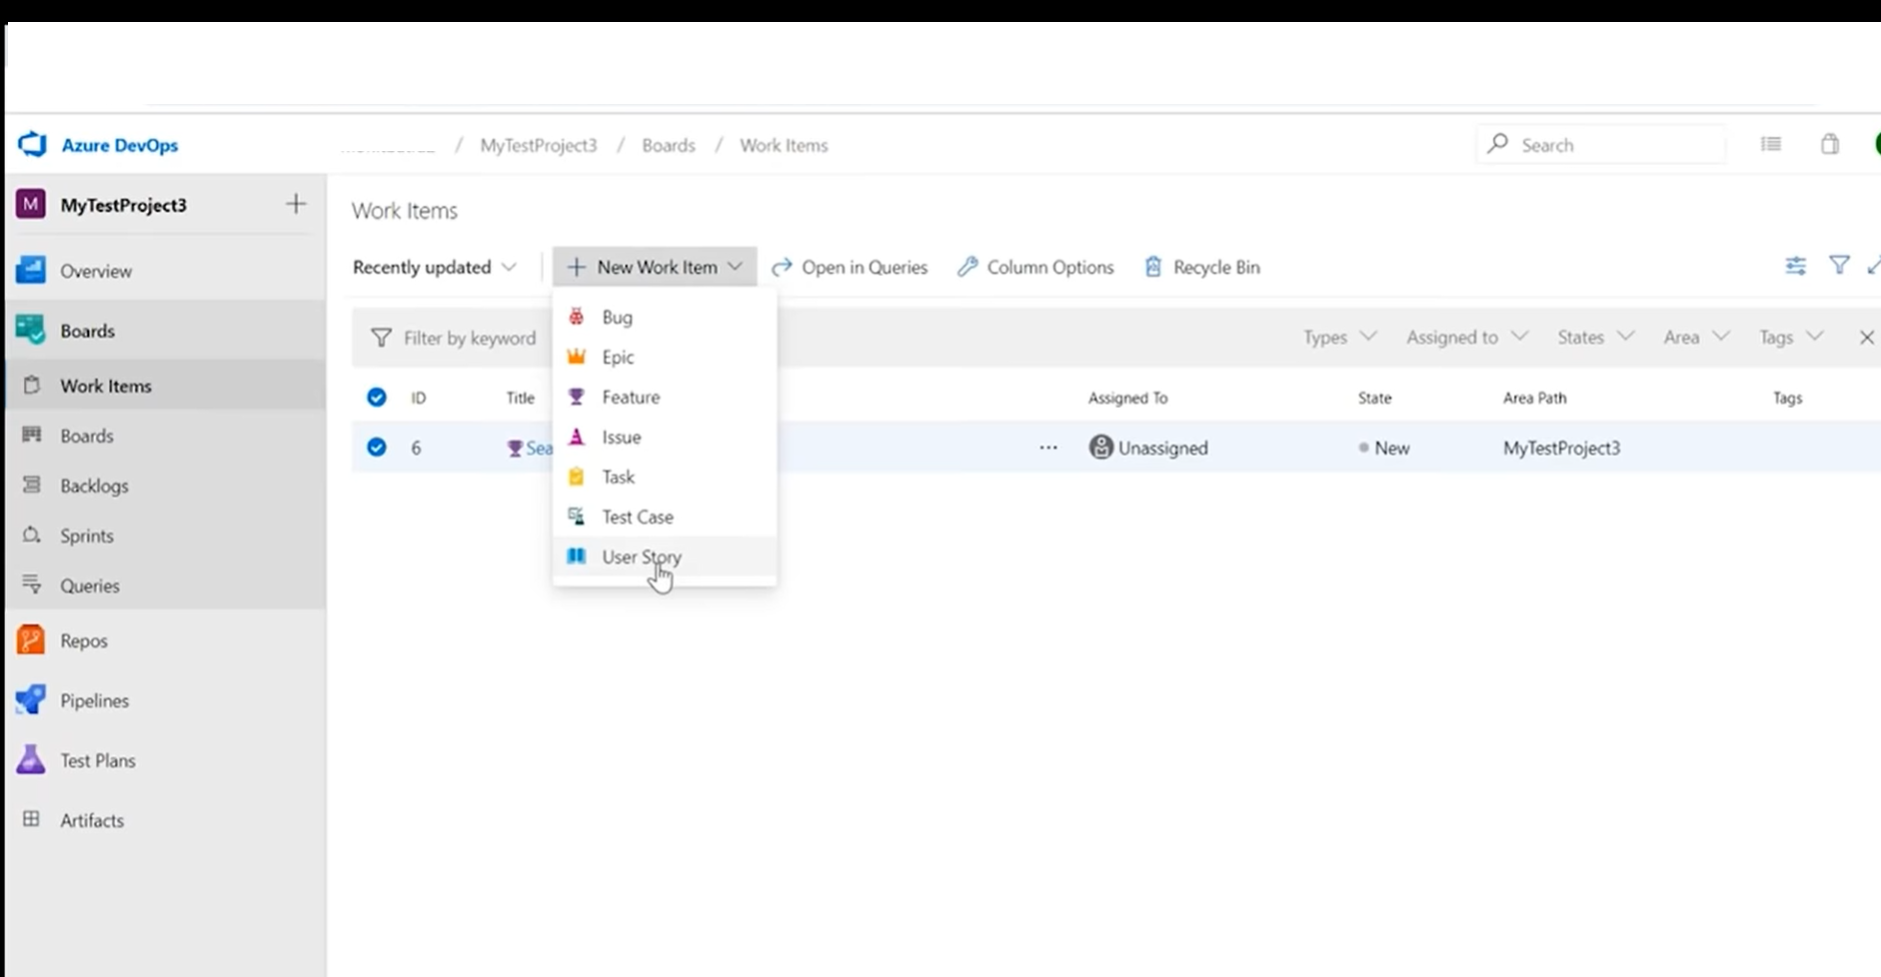 Azure DevOps
/ MyTestProject3 / Boards / Work Items
Search
M MyTestProject3
Overview
Boards
Work Items
Boards
Backlogs
Sprints
Queries
Repos
Pipelines
Test Plans
Artifacts
Work Items
Recently updated
New Work Item
Open in Queries
Column Options
Recycle Bin
Bug
Epic
Feature
Issue
Task
Test Case
User Story
Filter by keyword
Types
Assigned to
States
Area
Tags
ID Title Assigned To State Area Path Tags
6 Sea ... Unassigned New MyTestProject3